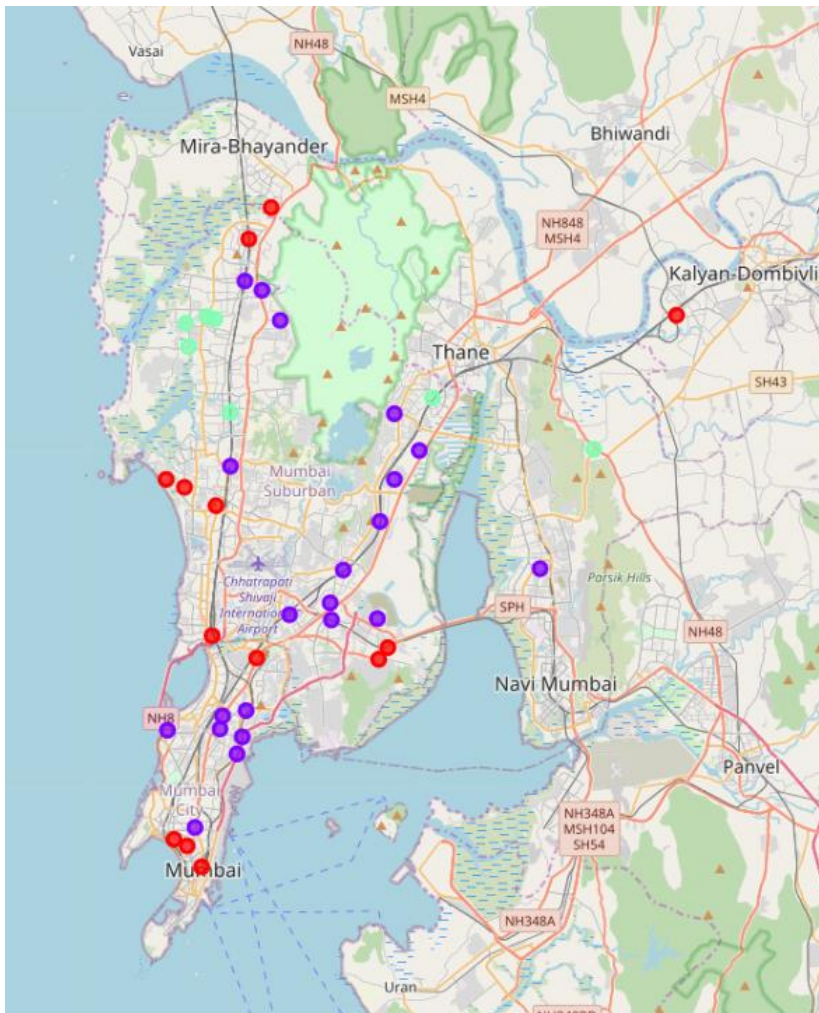 Vasai
NH48
MSH4
Bhiwandi
Mira-Bhayander
NH848
MSH4
Kalyan-Dombivli
Thane
SH43
Mumbai
Suburban
Chhatrapati
Shivaji
International
Airport
Parsik Hills
SPH
NH48
Navi Mumbai
NH8
Panvel
Mumbai
City
NH348A
MSH104
SH54
Mumbai
NH348A
Uran